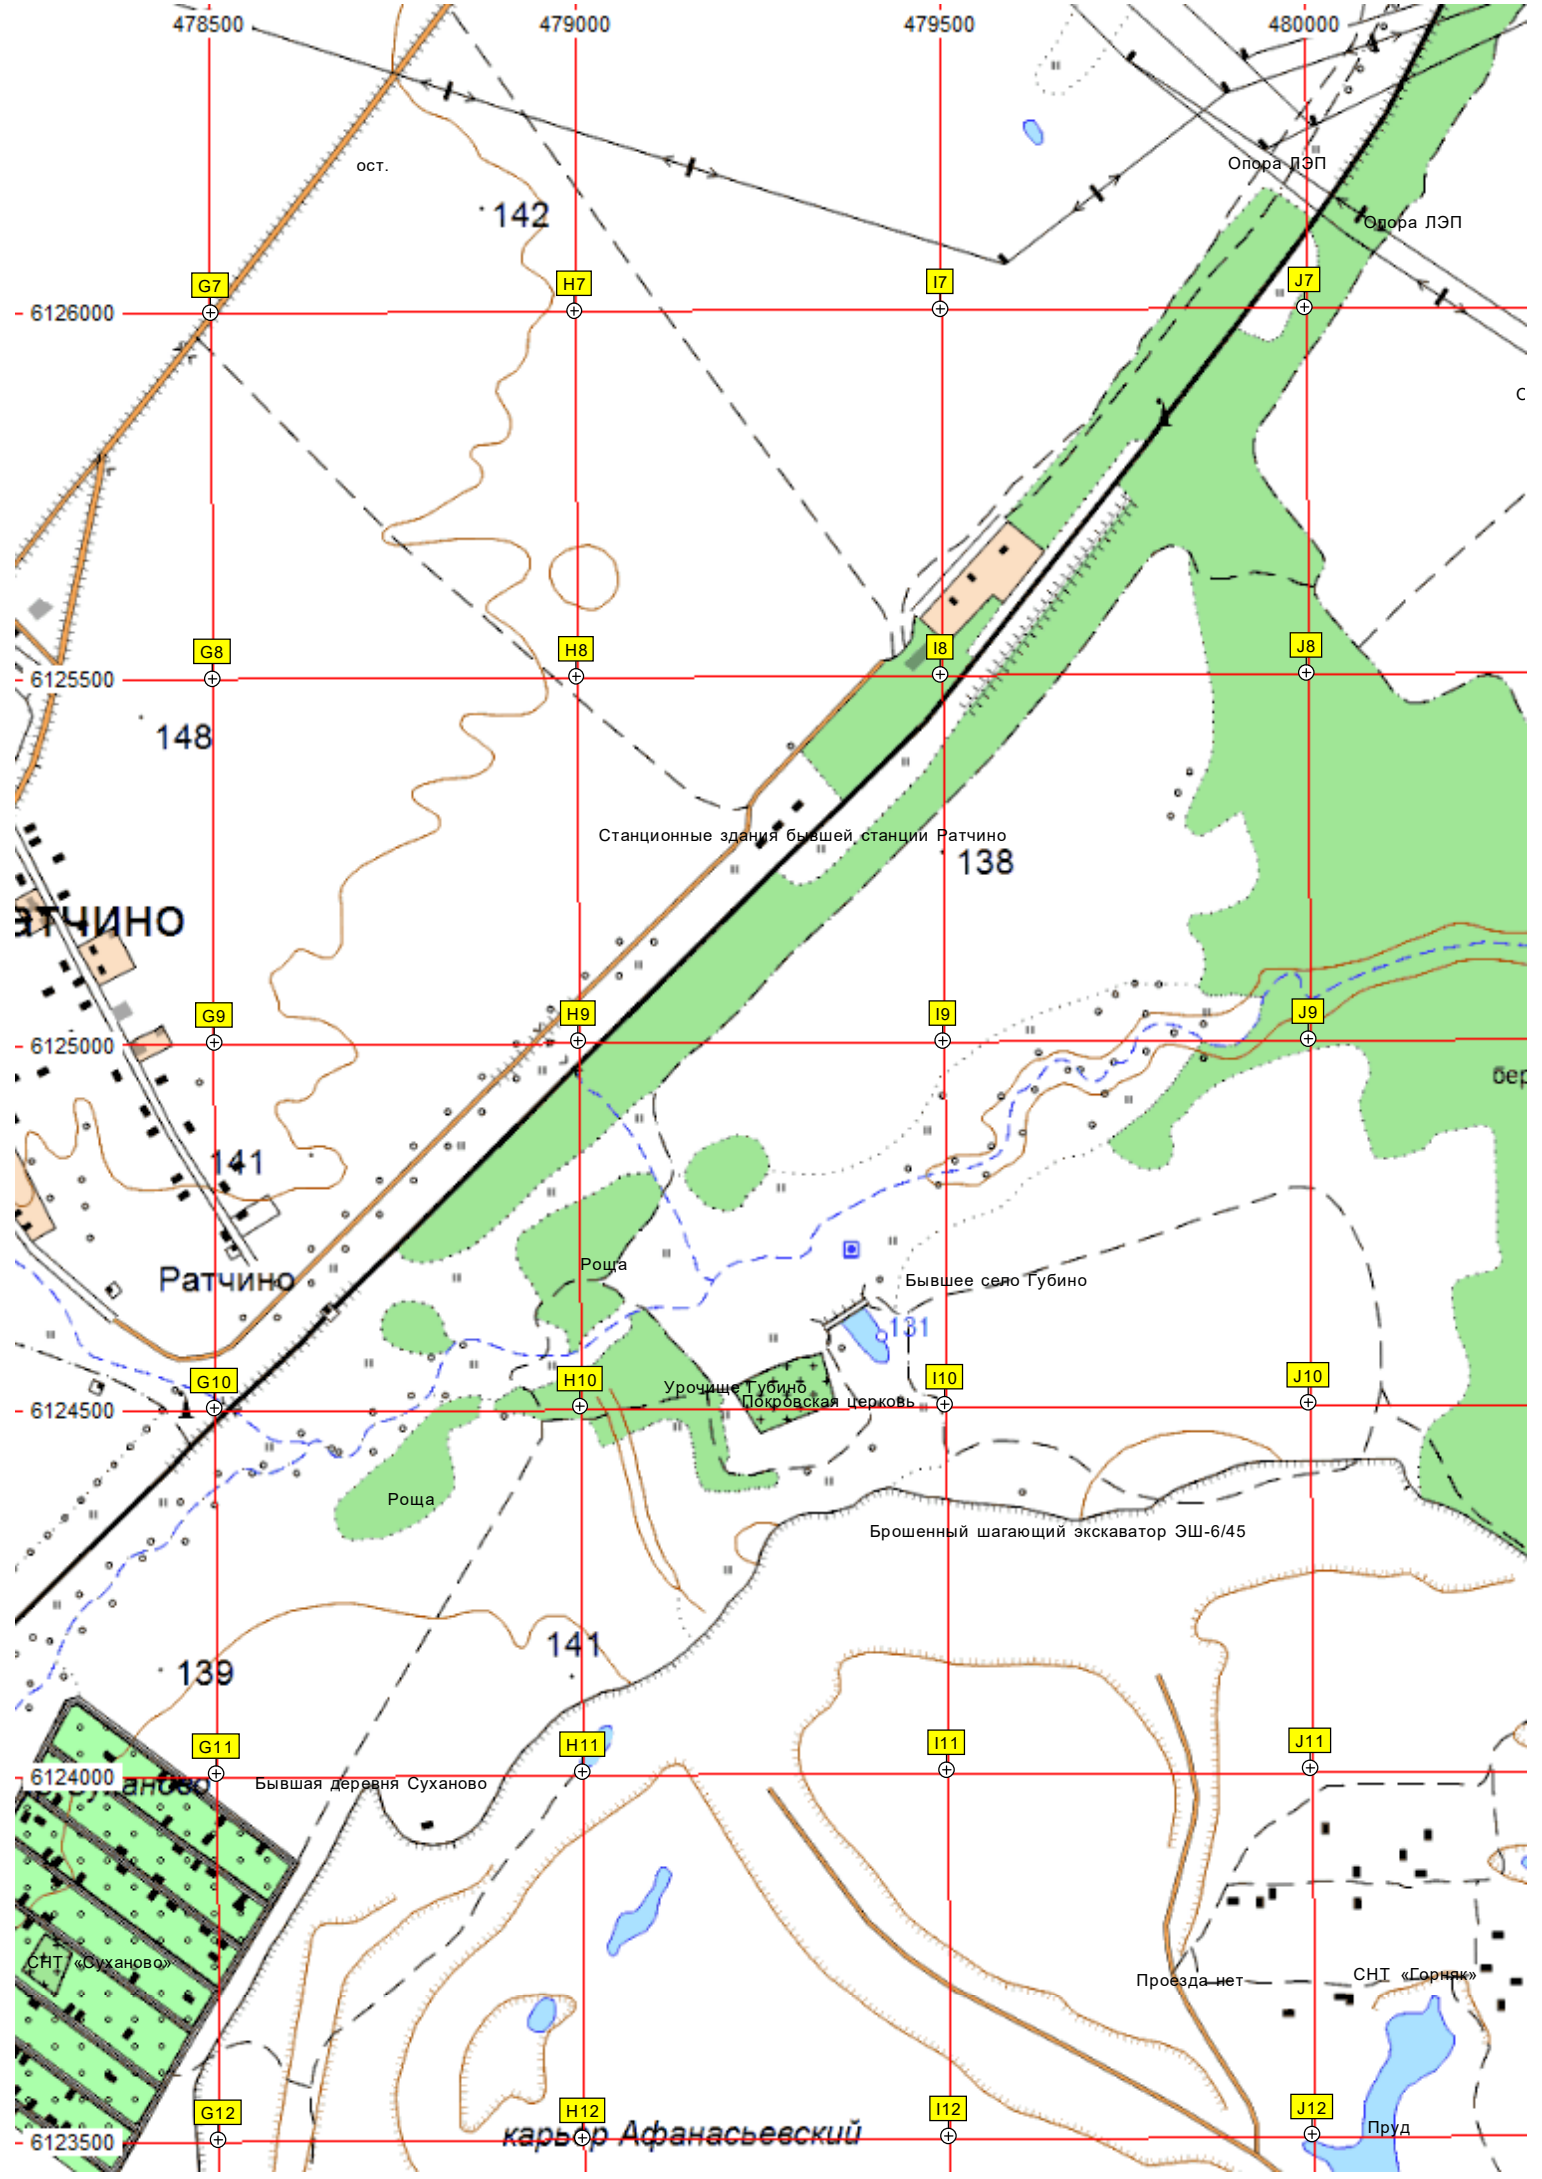 478500 479000 479500 480000
ост.
Опора ЛЭП
142
Опора ЛЭП
G7 H7 I7 J7
6126000
С
G8 H8 I8 J8
6125500
148
Станционные здания бывшей станции Ратчино
138
атчино
G9 H9 I9 J9
6125000
бер
141
Роща
Ратчино
Бывшее село Губино
131
G10 H10 I10 J10
Урочище Губино
Покровская церковь
6124500
Роща
Брошенный шагающий экскаватор ЭШ-6/45
141
139
G11 H11 I11 J11
6124000
Суханово
Бывшая деревня Суханово
СНТ «Суханово»
Проезда нет
СНТ «Горняк»
G12 H12 I12 J12
Пруд
карьер Афанасьевский
6123500